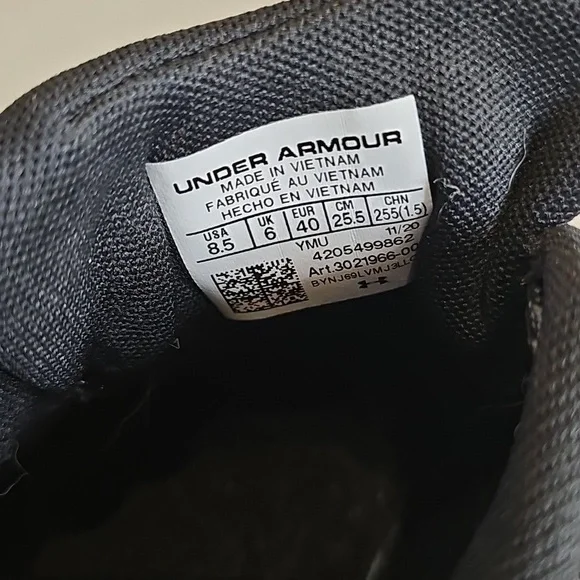 UNDER ARMOUR
MADE IN VIETNAM
FABRIQUÉ AU VIETNAM
HECHO EN VIETNAM
USA UK EUR CM CHN
8.5 6 40 25.5 255(1.5)
YMU 11/20
4205499862
Art.3021966-00